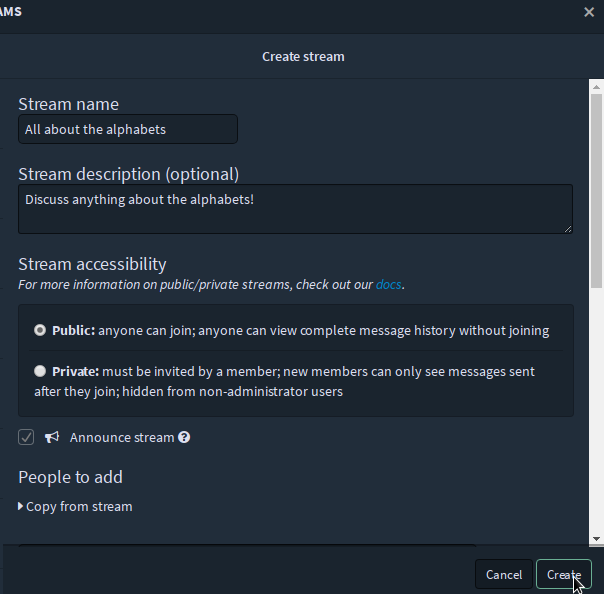 AMS
Create stream
Stream name
All about the alphabets
Stream description (optional)
Discuss anything about the alphabets!
Stream accessibility
For more information on public/private streams, check out our docs.
Public: anyone can join; anyone can view complete message history without joining
Private: must be invited by a member; new members can only see messages sent
after they join; hidden from non-administrator users
Announce stream
People to add
Copy from stream
Cancel
Create